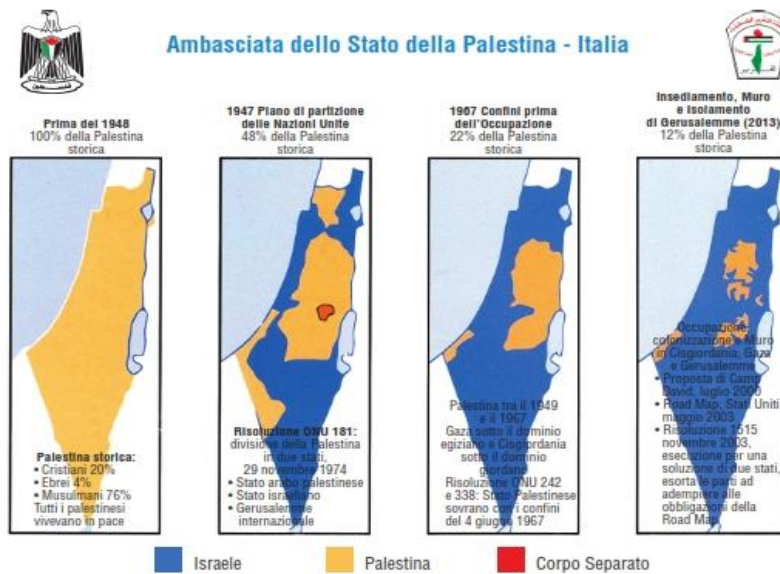 Ambasciata dello Stato della Palestina - Italia
Prima del 1948
100% della Palestina
storica
Palestina storica:
• Cristiani 20%
• Ebrei 4%
• Musulmani 76%
Tutti i palestinesi
vivevano in pace
1947 Piano di partizione
delle Nazioni Unite
48% della Palestina
storica
Risoluzione ONU 181:
divisione della Palestina
in due stati,
29 novembre 1974
• Stato arabo palestinese
• Stato israeliano
• Gerusalemme
internazionale
1967 Confini prima
dell'Occupazione
22% della Palestina
storica
Palestina tra il 1949
e il 1967
Gaza sotto il dominio
egiziano e Cisgiordania
sotto il dominio
giordano
Risoluzione ONU 242
e 338: Stato Palestinese
sovrano con i confini
del 4 giugno 1967
Insediamento, Muro
e Isolamento
di Gerusalemme (2013)
12% della Palestina
storica
Occupazione,
colonizzazione e Muro
in Cisgiordania, Gaza
e Gerusalemme
• Proposta di Camp
David, luglio 2000
• Road Map, Stati Uniti
maggio 2003
• Risoluzione 1515
novembre 2003,
esecuzione per una
soluzione di due stati,
esorta le parti ad
adempiere alle
obbligazioni della
Road Map
Israele
Palestina
Corpo Separato